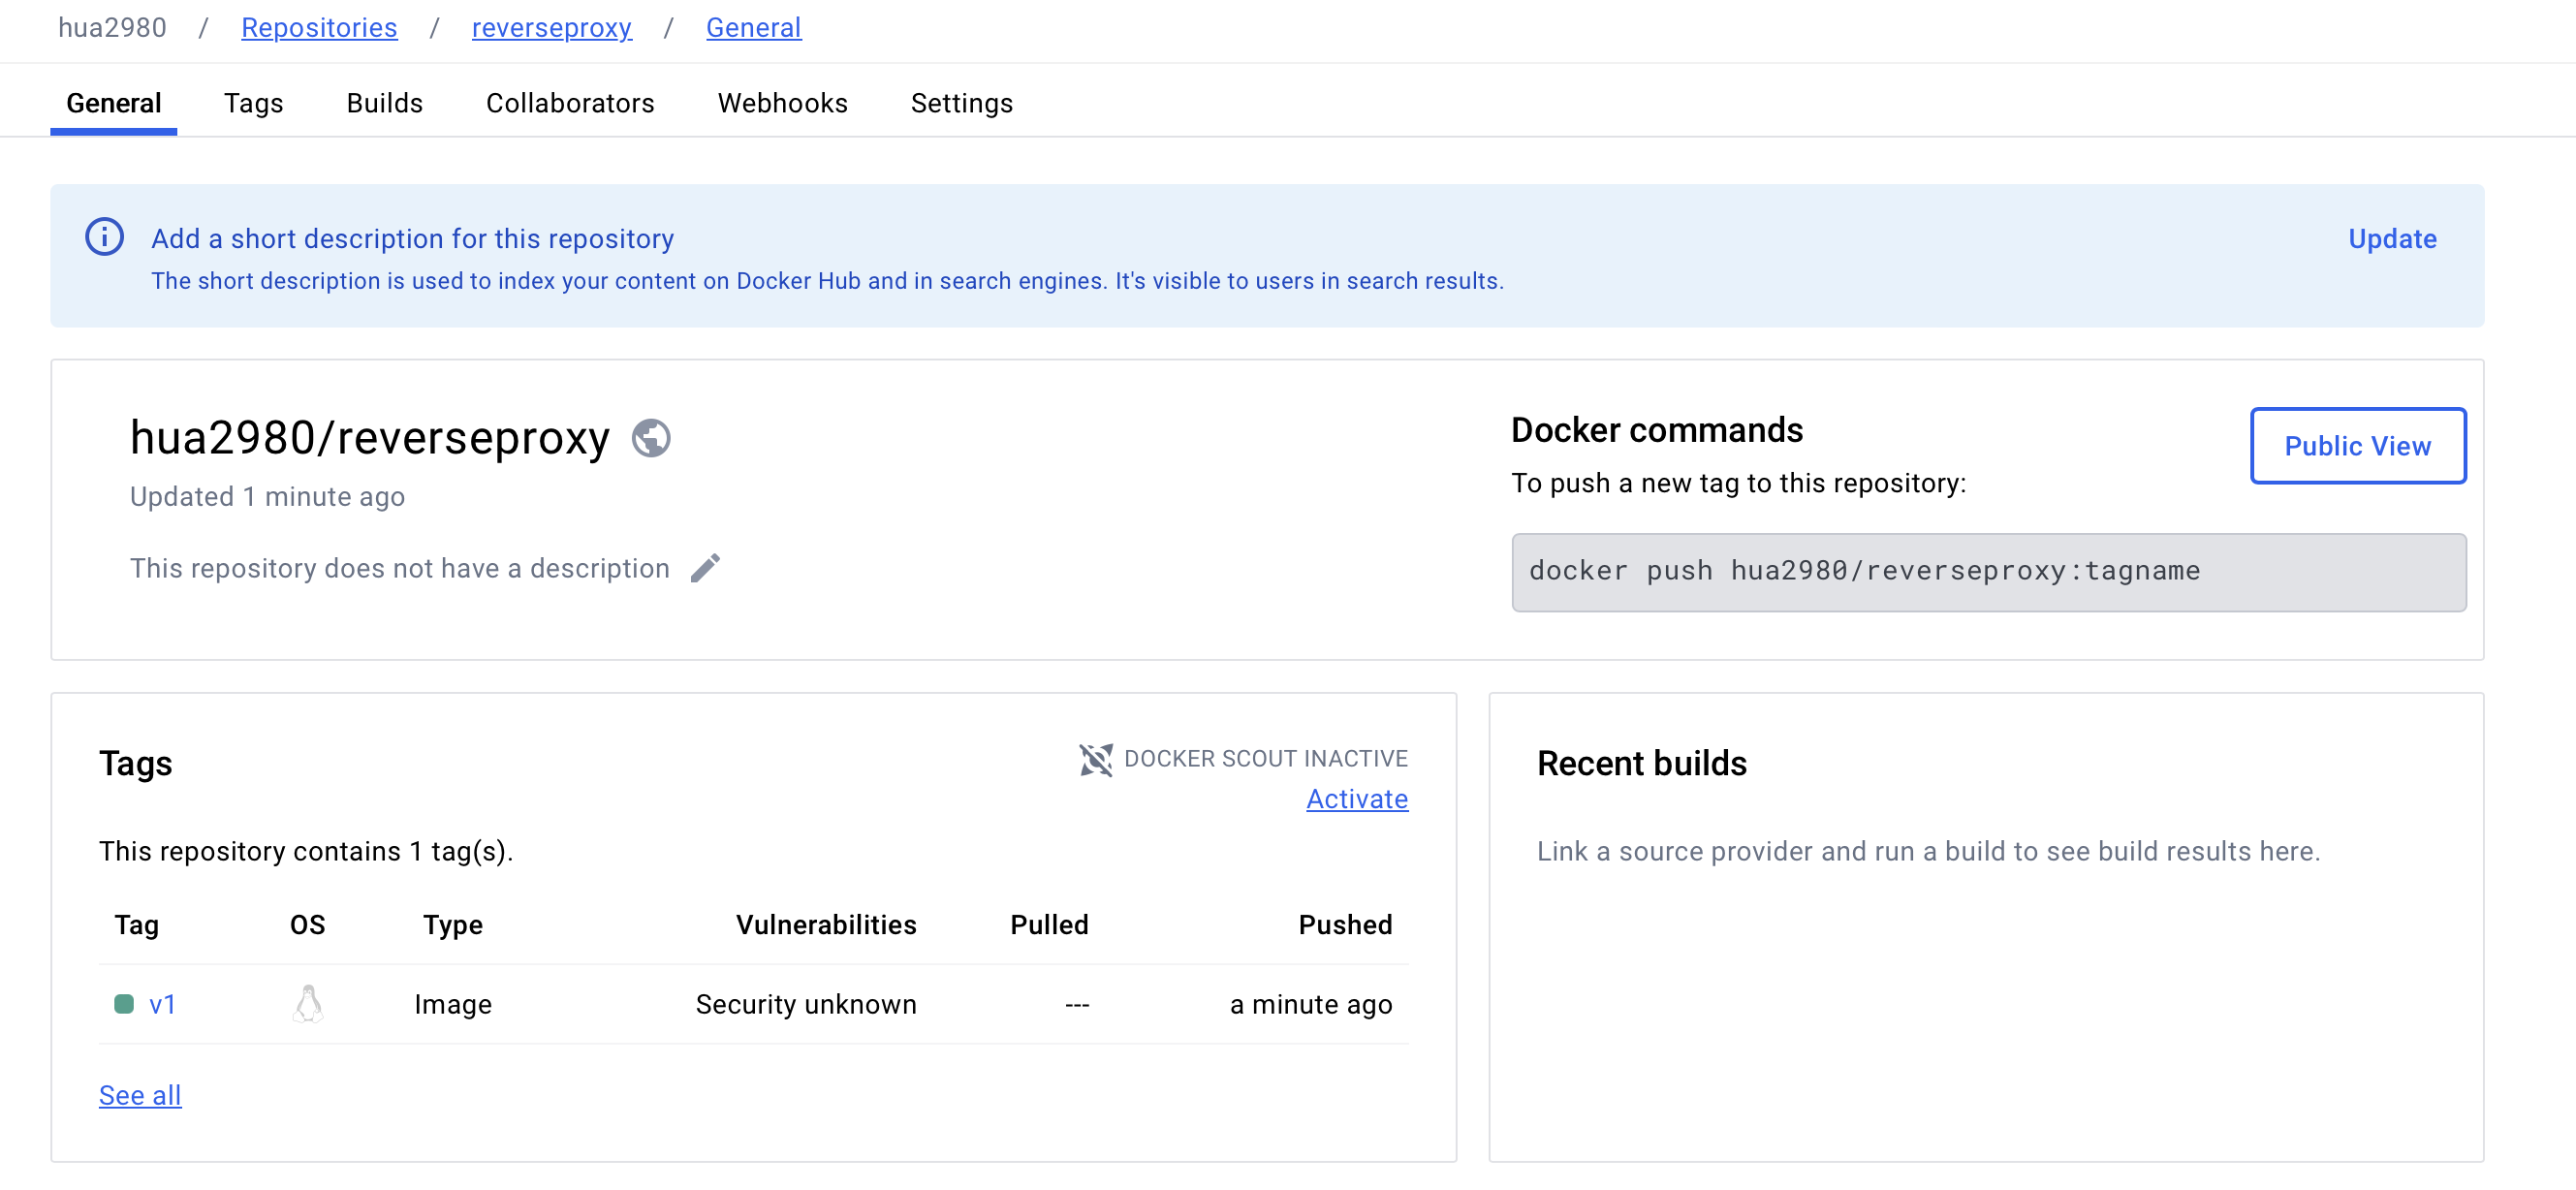 hua2980 / Repositories / reverseproxy / General
General Tags Builds Collaborators Webhooks Settings
Add a short description for this repository
Update
The short description is used to index your content on Docker Hub and in search engines. It's visible to users in search results.
hua2980/reverseproxy
Updated 1 minute ago
This repository does not have a description
Docker commands
Public View
To push a new tag to this repository:
docker push hua2980/reverseproxy:tagname
Tags
DOCKER SCOUT INACTIVE
Activate
This repository contains 1 tag(s).
Tag OS Type Vulnerabilities Pulled Pushed
v1 Image Security unknown --- a minute ago
See all
Recent builds
Link a source provider and run a build to see build results here.